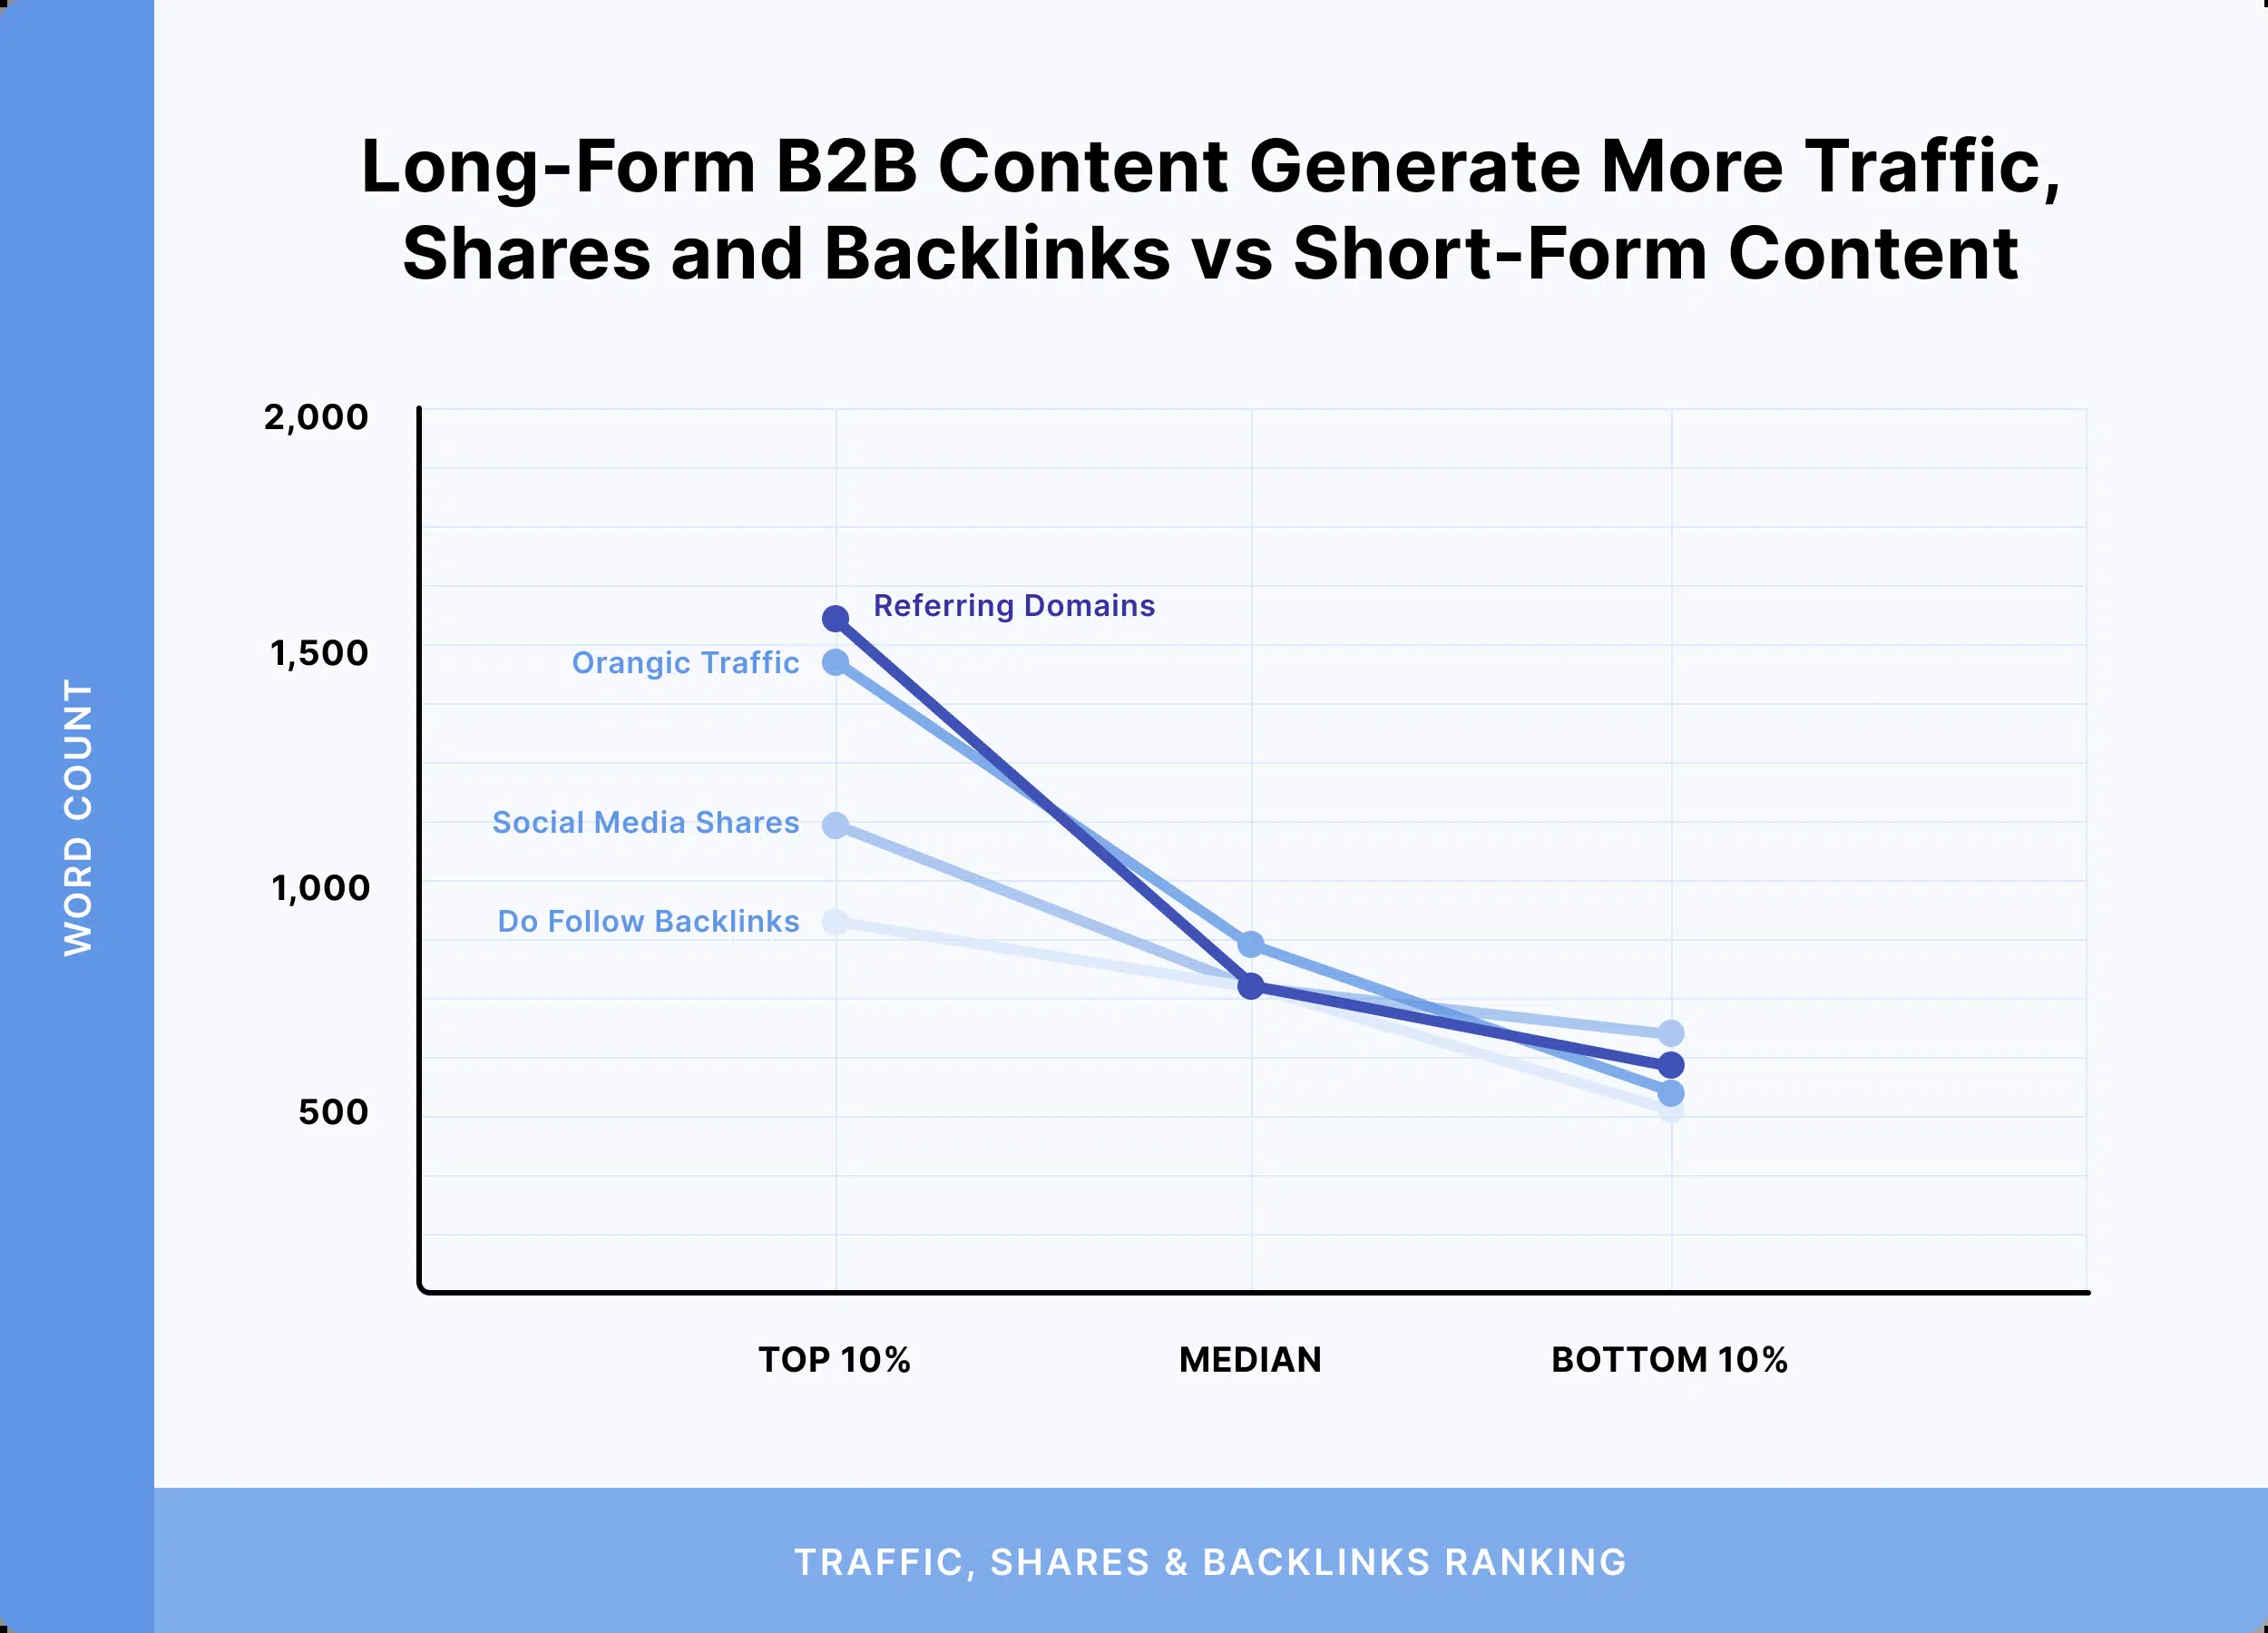 Long-Form B2B Content Generate More Traffic,
Shares and Backlinks vs Short-Form Content
WORD COUNT
2,000
1,500
1,000
500
Referring Domains
Orangic Traffic
Social Media Shares
Do Follow Backlinks
TOP 10%
MEDIAN
BOTTOM 10%
TRAFFIC, SHARES & BACKLINKS RANKING